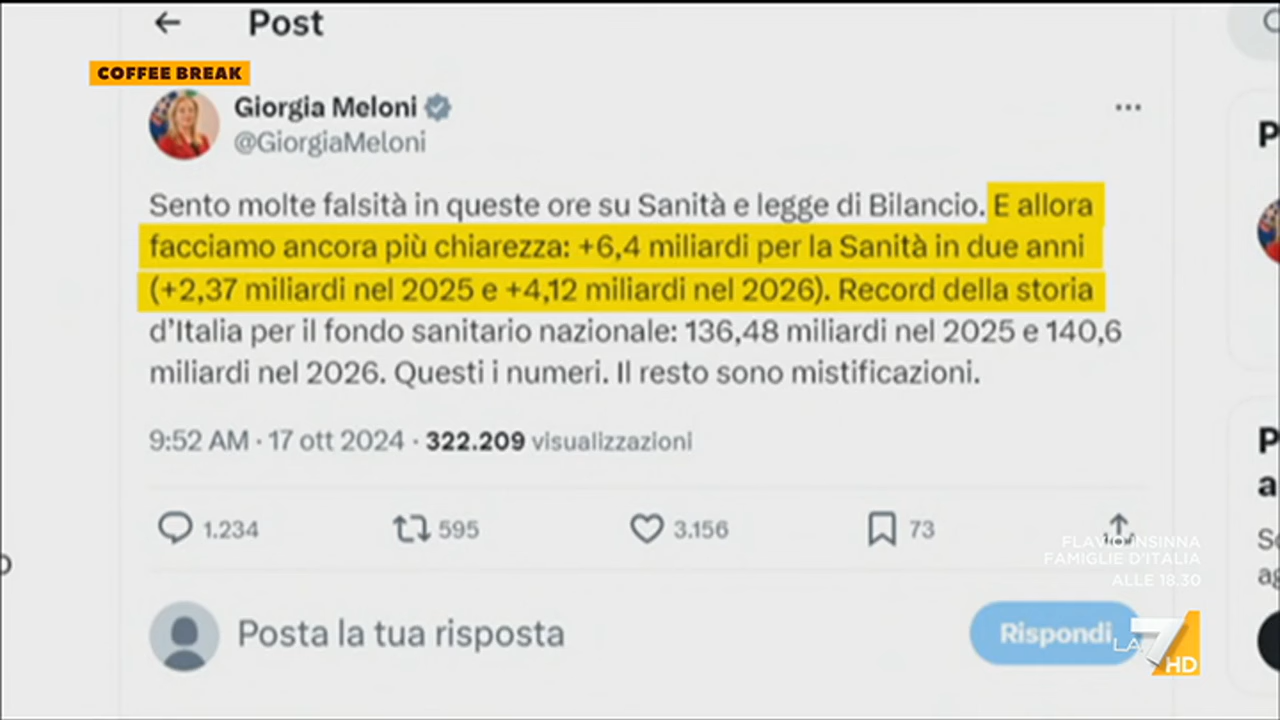 Post
COFFEE BREAK
Giorgia Meloni
@GiorgiaMeloni
Sento molte falsità in queste ore su Sanità e legge di Bilancio. E allora
facciamo ancora più chiarezza: +6,4 miliardi per la Sanità in due anni
(+2,37 miliardi nel 2025 e +4,12 miliardi nel 2026). Record della storia
d'Italia per il fondo sanitario nazionale: 136,48 miliardi nel 2025 e 140,6
miliardi nel 2026. Questi i numeri. Il resto sono mistificazioni.
9:52 AM · 17 ott 2024 · 322.209 visualizzazioni
1.234 595 3.156 73
FLAVIO INSINNA
FAMIGLIE D'ITALIA
ALLE 18.30
Posta la tua risposta
Rispondi
LA7 HD